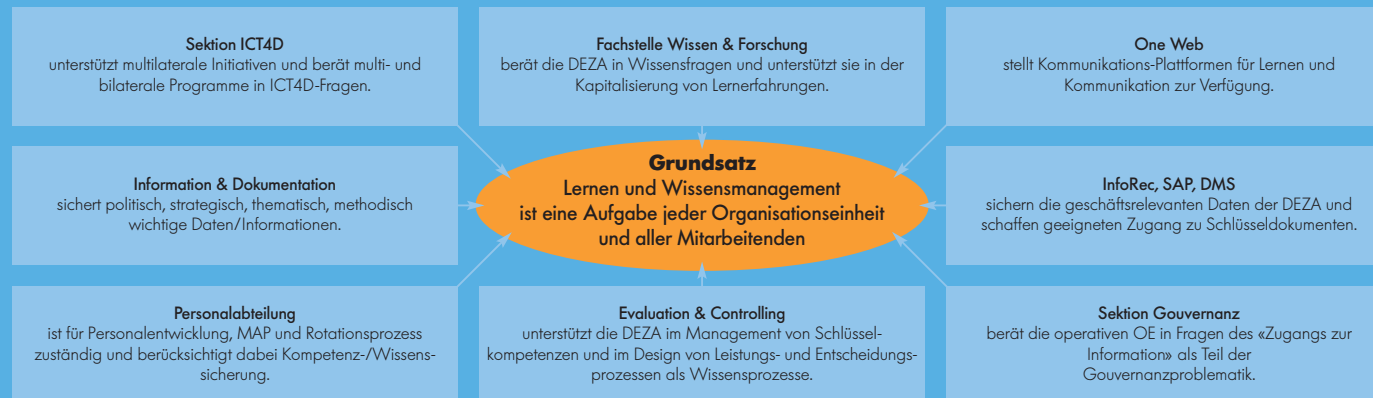 Sektion ICT4D
unterstützt multilaterale Initiativen und berät multi- und
bilaterale Programme in ICT4D-Fragen.
Fachstelle Wissen & Forschung
berät die DEZA in Wissensfragen und unterstützt sie in der
Kapitalisierung von Lernerfahrungen.
One Web
stellt Kommunikations-Plattformen für Lernen und
Kommunikation zur Verfügung.
Information & Dokumentation
sichert politisch, strategisch, thematisch, methodisch
wichtige Daten/Informationen.
Grundsatz
Lernen und Wissensmanagement
ist eine Aufgabe jeder Organisationseinheit
und aller Mitarbeitenden
InfoRec, SAP, DMS
sichern die geschäftsrelevanten Daten der DEZA und
schaffen geeigneten Zugang zu Schlüsseldokumenten.
Personalabteilung
ist für Personalentwicklung, MAP und Rotationsprozess
zuständig und berücksichtigt dabei Kompetenz-/Wissens-
sicherung.
Evaluation & Controlling
unterstützt die DEZA im Management von Schlüssel-
kompetenzen und im Design von Leistungs- und Entscheidungs-
prozessen als Wissensprozesse.
Sektion Gouvernanz
berät die operativen OE in Fragen des «Zugangs zur
Information» als Teil der
Gouvernanzproblematik.